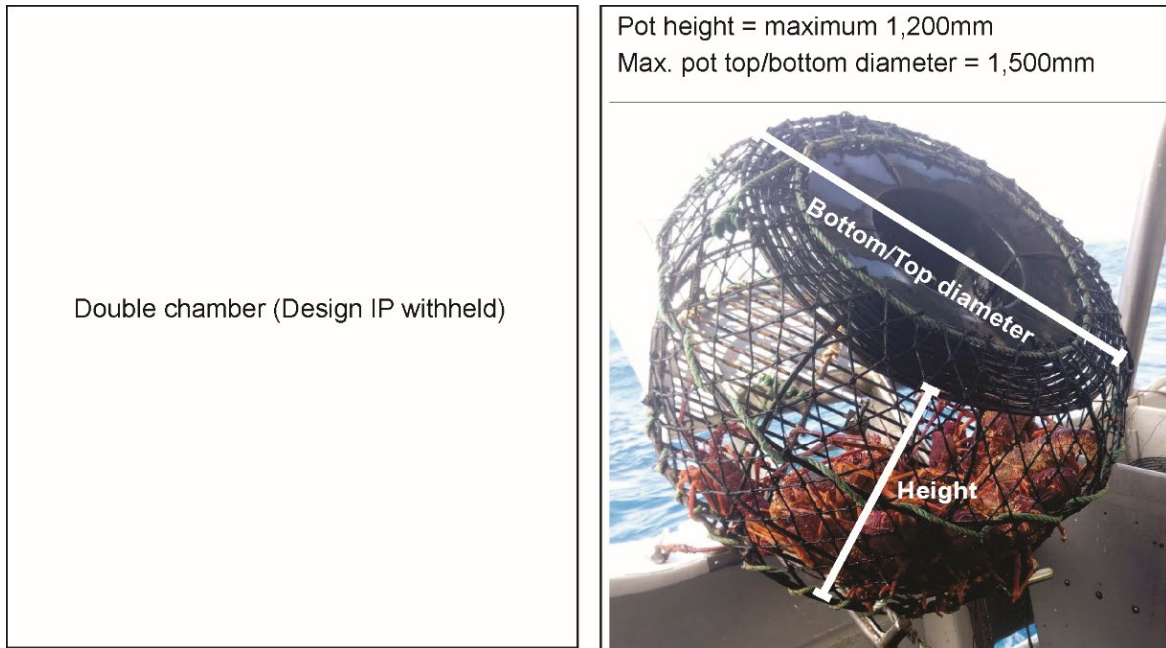 Double chamber (Design IP withheld)
Pot height = maximum 1,200mm
Max. pot top/bottom diameter = 1,500mm
Bottom/Top diameter
Height